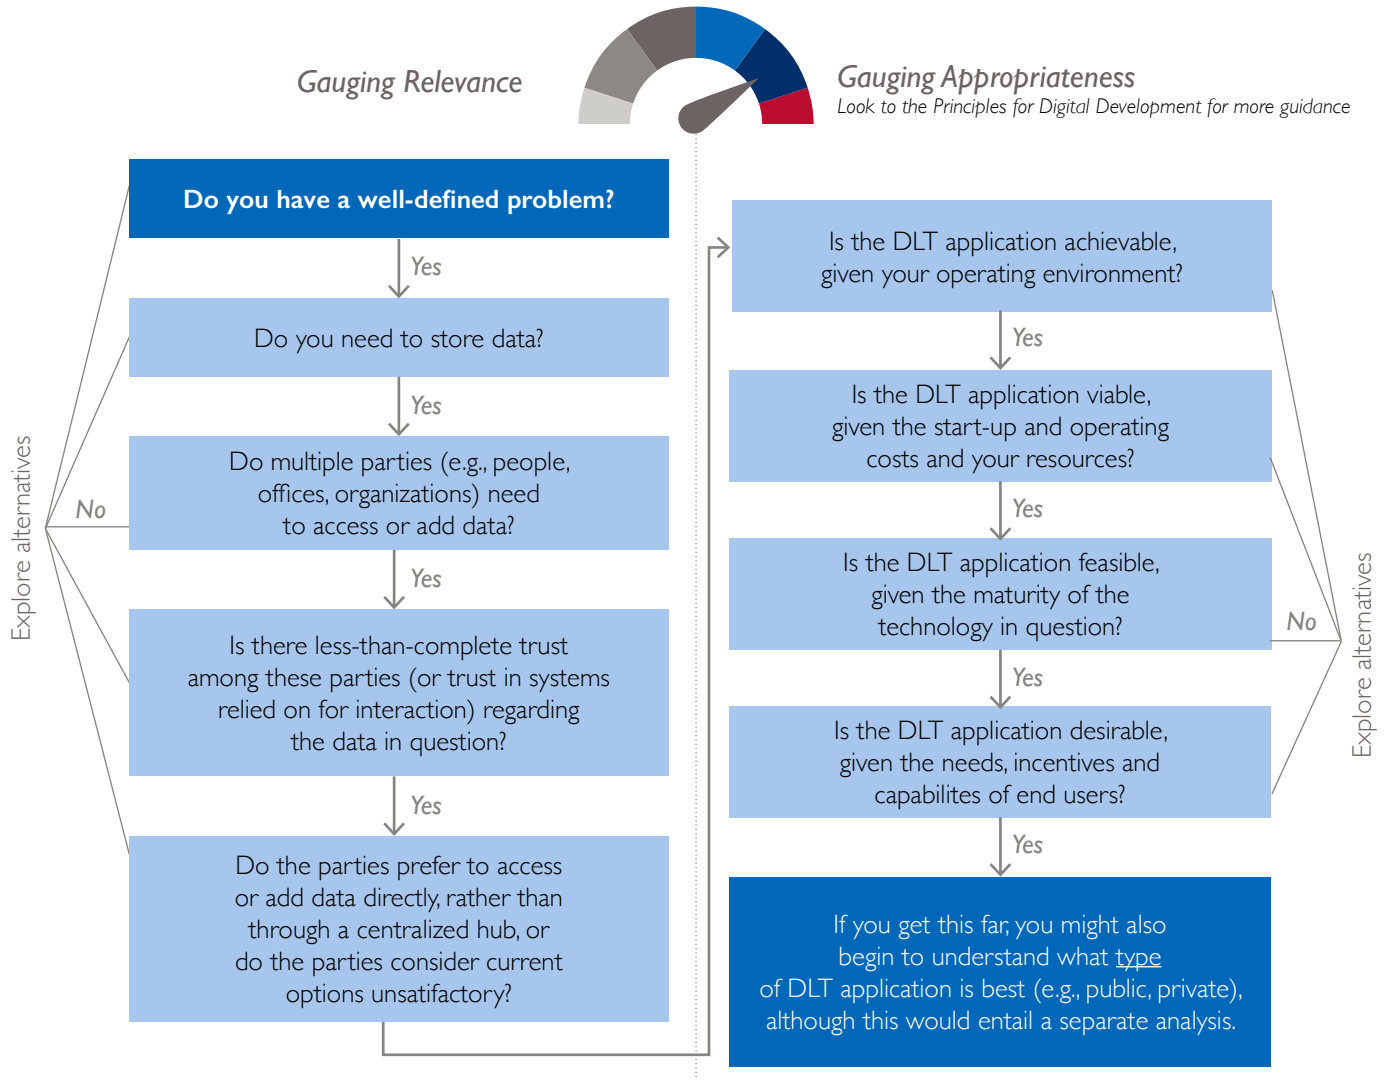 Gauging Relevance
Gauging Appropriateness
Look to the Principles for Digital Development for more guidance
Do you have a well-defined problem?
Yes
Do you need to store data?
Yes
Do multiple parties (e.g., people,
offices, organizations) need
to access or add data?
Yes
Is there less-than-complete trust
among these parties (or trust in systems
relied on for interaction) regarding
the data in question?
Yes
Do the parties prefer to access
or add data directly, rather than
through a centralized hub, or
do the parties consider current
options unsatifactory?
No
Explore alternatives
Is the DLT application achievable,
given your operating environment?
Yes
Is the DLT application viable,
given the start-up and operating
costs and your resources?
Yes
Is the DLT application feasible,
given the maturity of the
technology in question?
Yes
Is the DLT application desirable,
given the needs, incentives and
capabilites of end users?
Yes
If you get this far, you might also
begin to understand what type
of DLT application is best (e.g., public, private),
although this would entail a separate analysis.
No
Explore alternatives